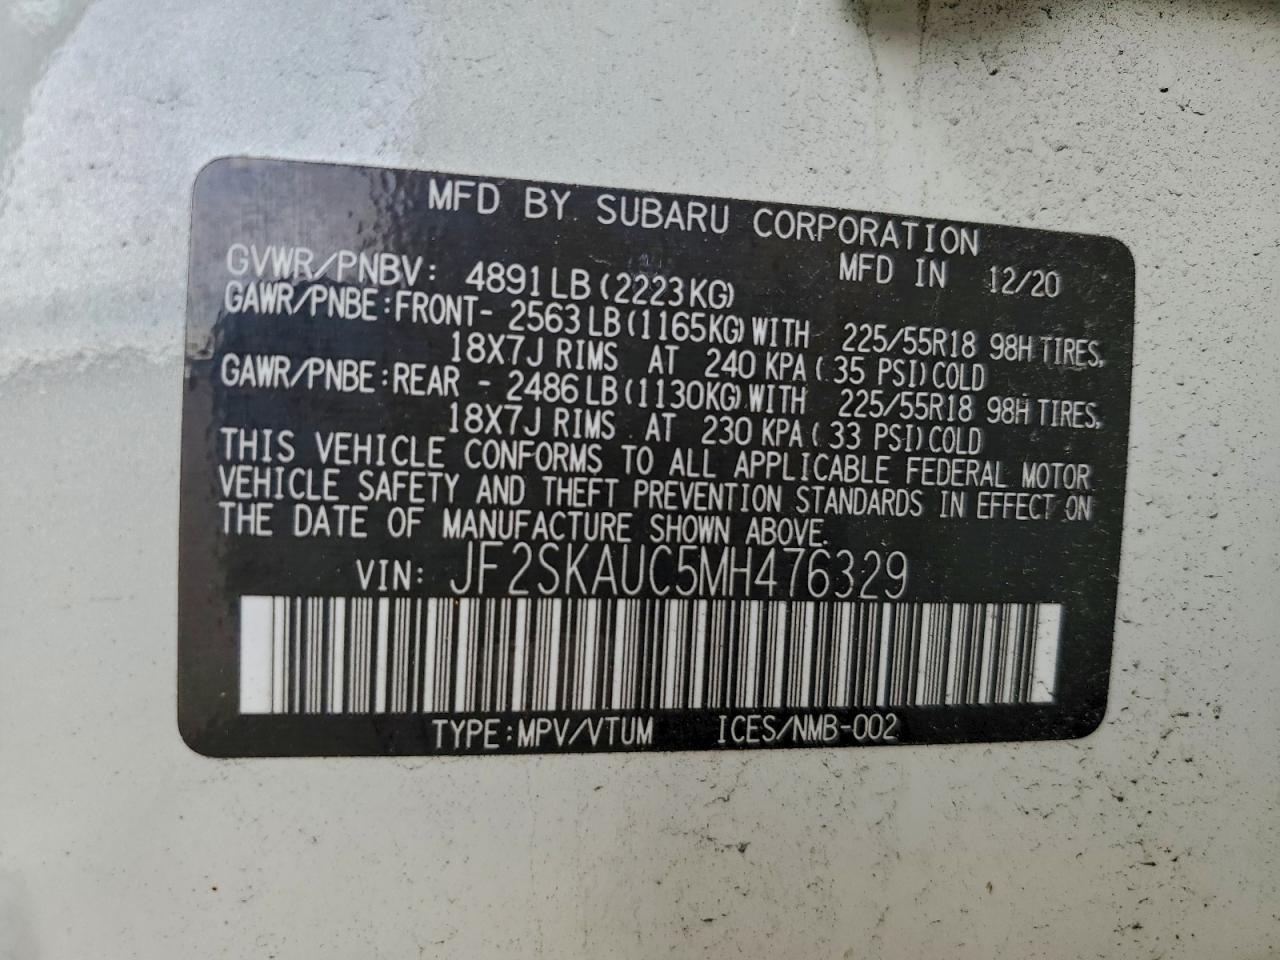 MFD BY SUBARU CORPORATION
GVWR/PNBV: 4891 LB (2223 KG) MFD IN 12/20
GAWR/PNBE: FRONT- 2563 LB (1165 KG) WITH 225/55R18 98H TIRES,
18X7J RIMS AT 240 KPA (35 PSI) COLD
GAWR/PNBE: REAR - 2486 LB (1130 KG) WITH 225/55R18 98H TIRES,
18X7J RIMS AT 230 KPA (33 PSI) COLD
THIS VEHICLE CONFORMS TO ALL APPLICABLE FEDERAL MOTOR
VEHICLE SAFETY AND THEFT PREVENTION STANDARDS IN EFFECT ON
THE DATE OF MANUFACTURE SHOWN ABOVE.
VIN: JF2SKAUC5MH476329
TYPE: MPV/VTUM ICES/NMB-002